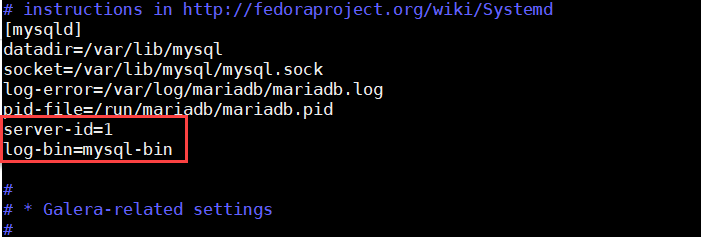 # instructions in http://fedoraproject.org/wiki/Systemd
[mysqld]
datadir=/var/lib/mysql
socket=/var/lib/mysql/mysql.sock
log-error=/var/log/mariadb/mariadb.log
pid-file=/run/mariadb/mariadb.pid
server-id=1
log-bin=mysql-bin
#
# * Galera-related settings
#